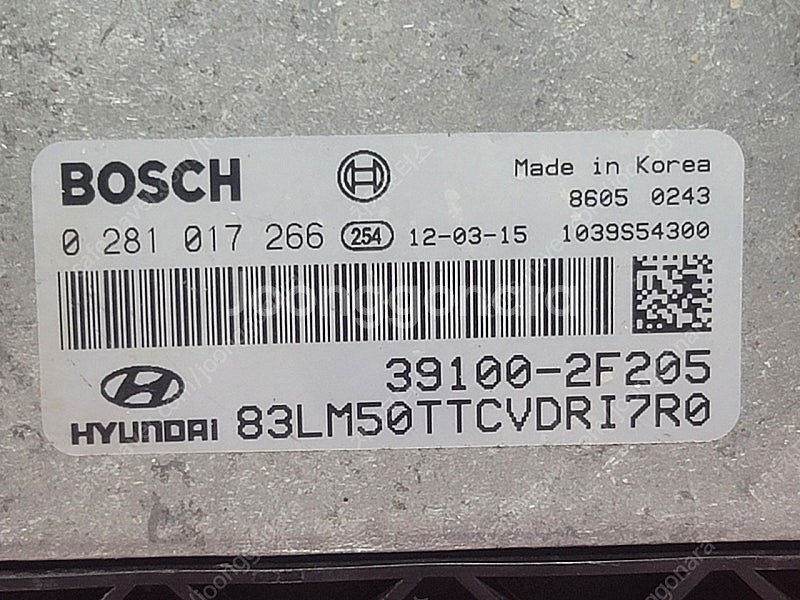 BOSCH
Made in Korea
8605 0243
0 281 017 266 254 12-03-15 1039S54300
Joonggonara
39100-2F205
HYUNDAI 83LM50TTCVDRI7R0